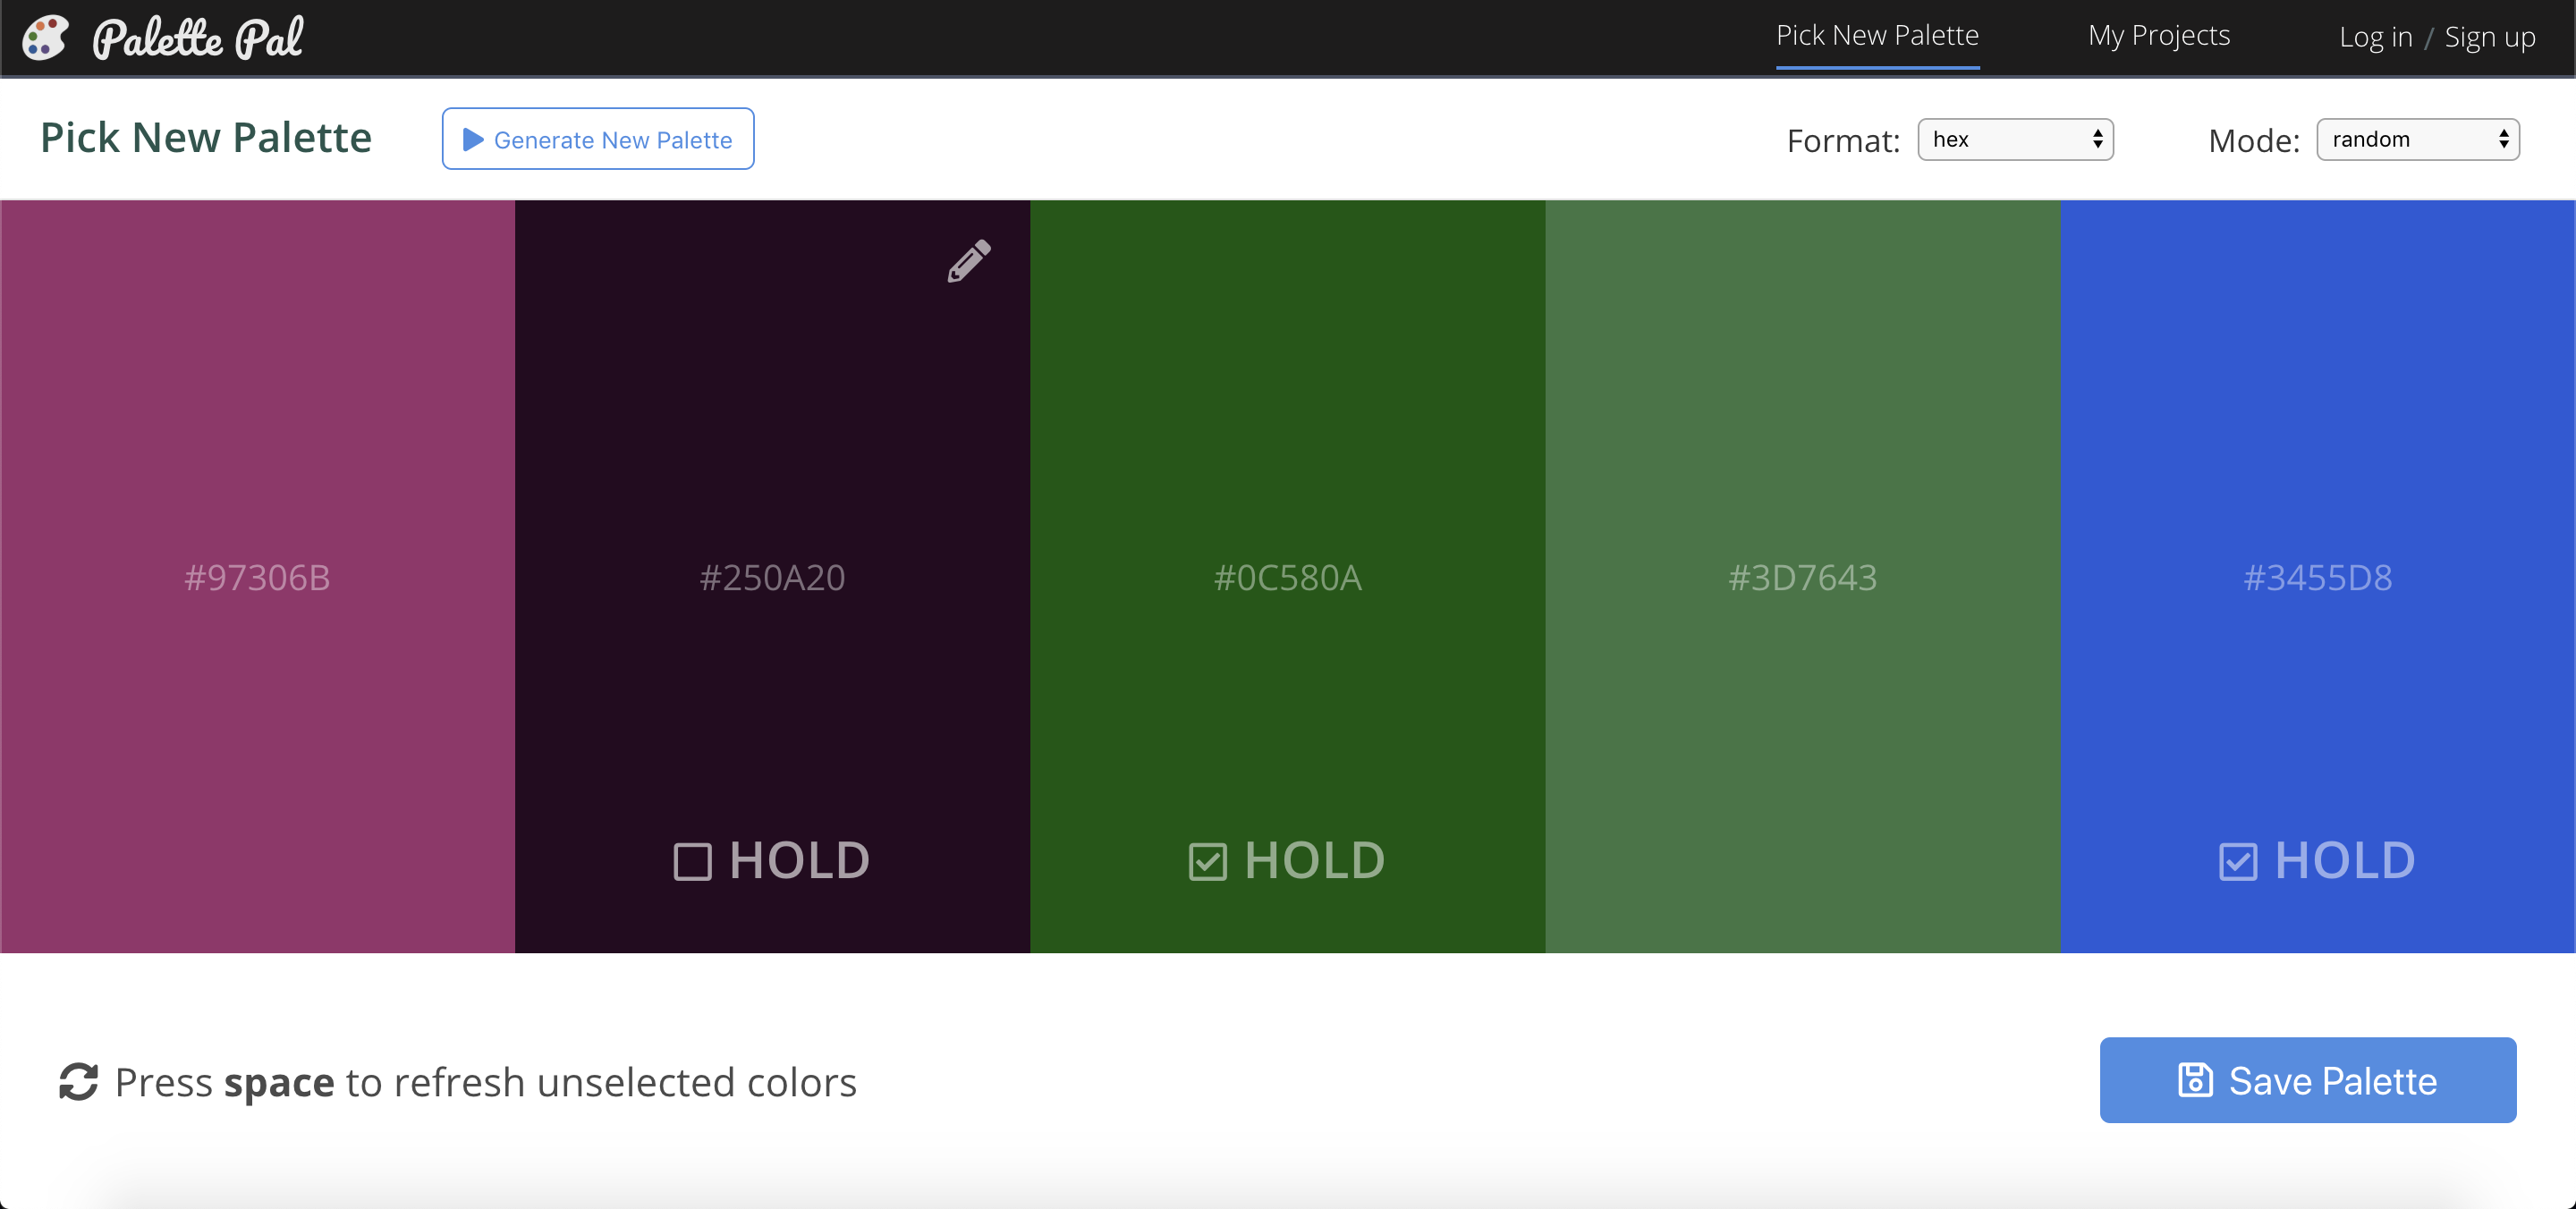 Palette Pal
Pick New Palette
My Projects
Log in / Sign up
Pick New Palette
Generate New Palette
Format: hex
Mode: random
#97306B
#250A20
#0C580A
#3D7643
#3455D8
HOLD
HOLD
HOLD
Press space to refresh unselected colors
Save Palette